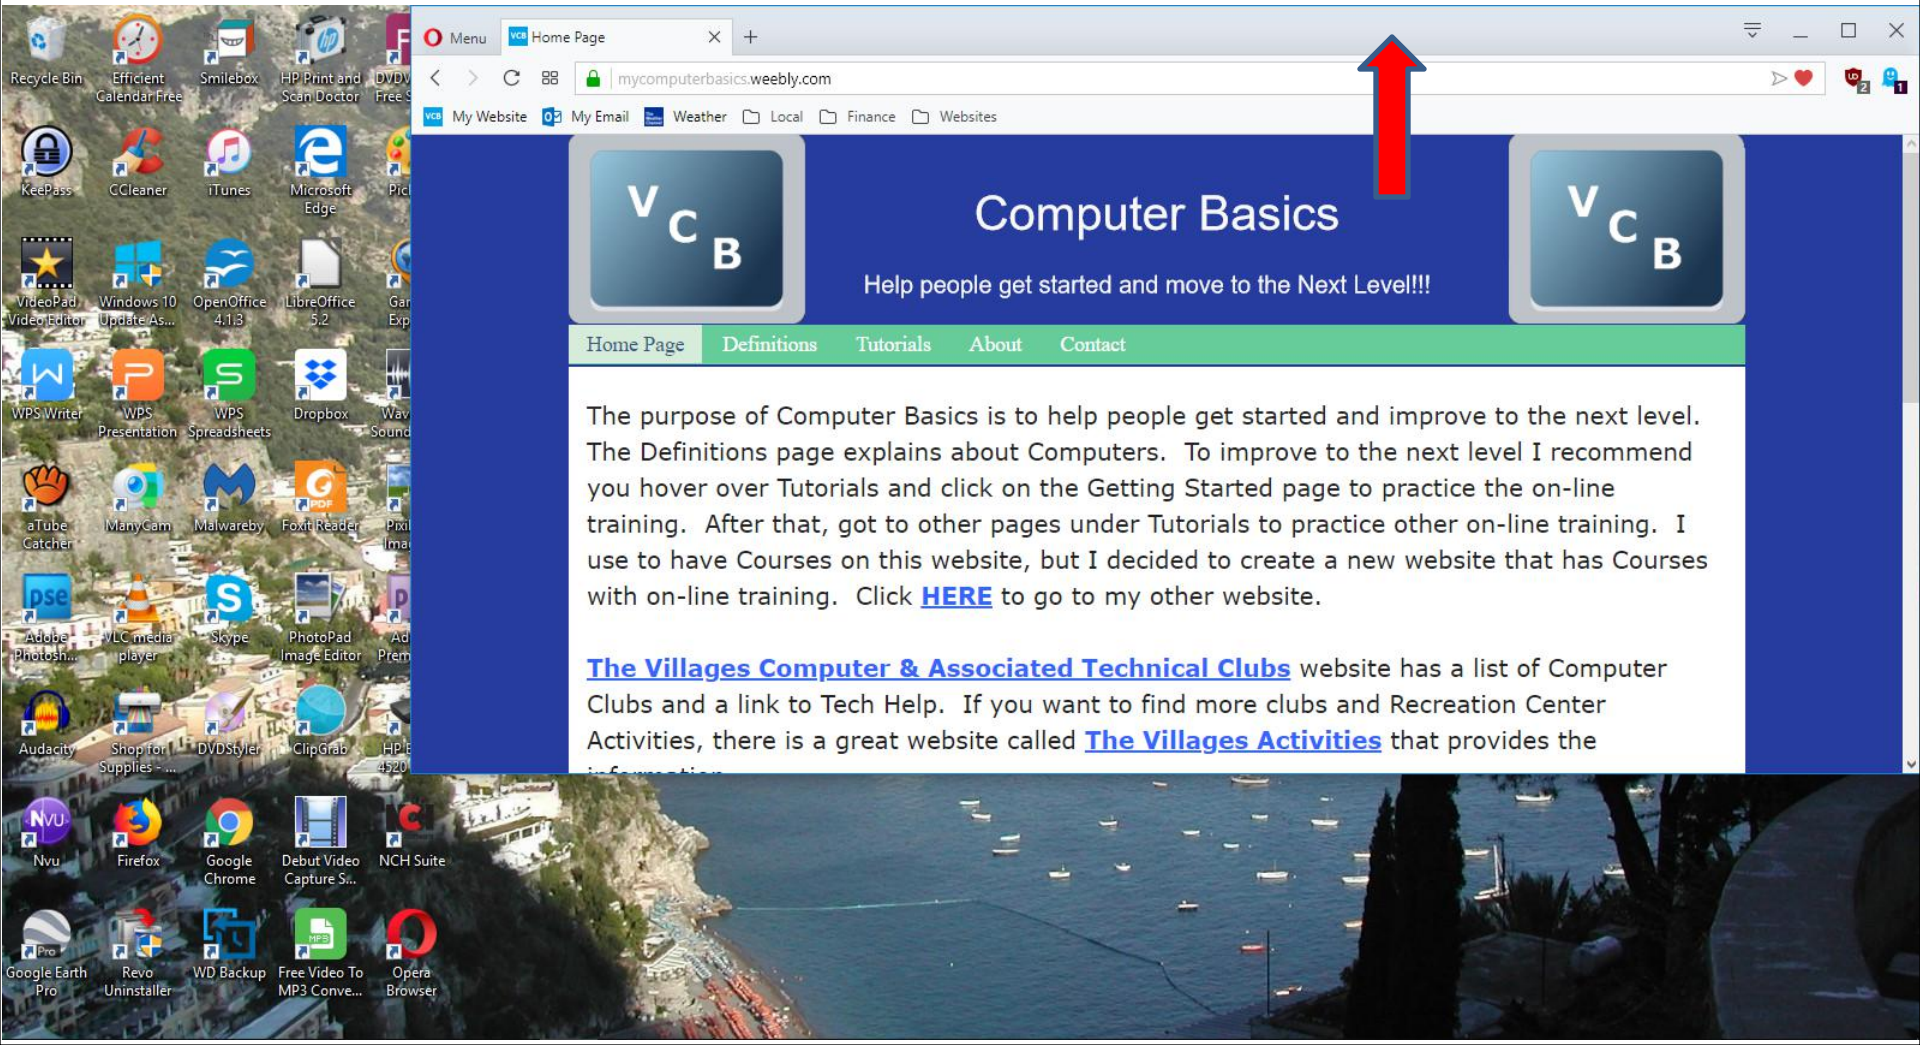 Menu
VCB Home Page
mycomputerbasics.weebly.com
2
1
VCB My Website
My Email
Weather
Local
Finance
Websites
V C B
Computer Basics
Help people get started and move to the Next Level!!!
V C B
Home Page Definitions Tutorials About Contact
The purpose of Computer Basics is to help people get started and improve to the next level.
The Definitions page explains about Computers. To improve to the next level I recommend
you hover over Tutorials and click on the Getting Started page to practice the on-line
training. After that, got to other pages under Tutorials to practice other on-line training. I
use to have Courses on this website, but I decided to create a new website that has Courses
with on-line training. Click HERE to go to my other website.
The Villages Computer & Associated Technical Clubs website has a list of Computer
Clubs and a link to Tech Help. If you want to find more clubs and Recreation Center
Activities, there is a great website called The Villages Activities that provides the
Recycle Bin
Efficient
Calendar Free
Smilebox
HP Print and
Scan Doctor
KeePass
CCleaner
iTunes
Microsoft
Edge
VideoPad
Video Editor
Windows 10
Update As...
OpenOffice
4.1.3
LibreOffice
5.2
WPS Writer
WPS
Presentation
WPS
Spreadsheets
Dropbox
aTube
Catcher
ManyCam
Malwareby
Foxit Reader
Adobe
Photosh...
VLC media
player
Skype
PhotoPad
Image Editor
Audacity
Shop for
Supplies - ...
DVDStyler
ClipGrab
Nvu
Firefox
Google
Chrome
Debut Video
Capture S...
NCH Suite
Google Earth
Pro
Revo
Uninstaller
WD Backup
Free Video To
MP3 Conve...
Opera
Browser